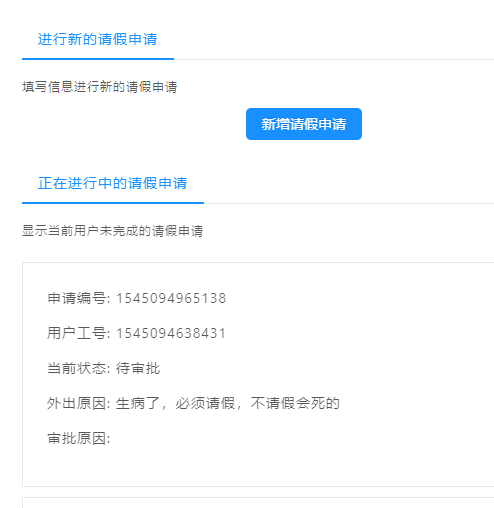 进行新的请假申请
填写信息进行新的请假申请
新增请假申请
正在进行中的请假申请
显示当前用户未完成的请假申请
申请编号: 1545094965138
用户工号: 1545094638431
当前状态: 待审批
外出原因: 生病了，必须请假，不请假会死的
审批原因: